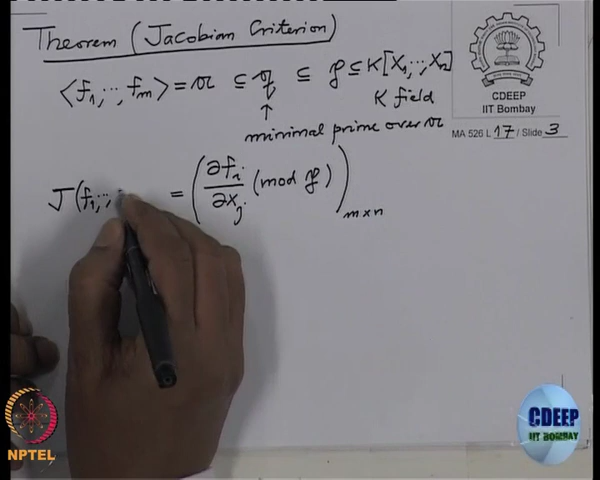 Theorem (Jacobian Criterion)
⟨f₁,…,fₘ⟩ = 𝔞 ⊆ 𝔮 ⊆ 𝔭 ⊆ K[X₁,…,Xₙ]
↑ K field
minimal prime over 𝔞
J(f₁,…, = (∂fᵢ/∂xⱼ (mod 𝔭))ₘₓₙ
CDEEP
IIT Bombay
MA 526 L 17 / Slide 3
NPTEL
CDEEP
IIT BOMBAY